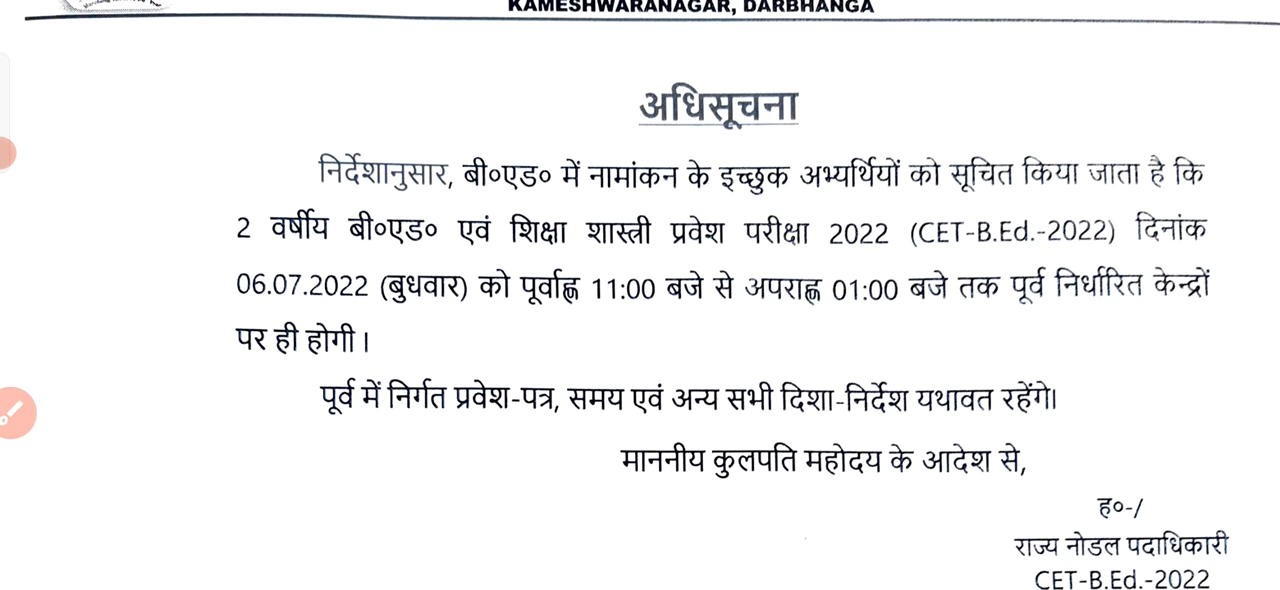 KAMESHWARANAGAR, DARBHANGA
अधिसूचना
निर्देशानुसार, बी०एड० में नामांकन के इच्छुक अभ्यर्थियों को सूचित किया जाता है कि
2 वर्षीय बी०एड० एवं शिक्षा शास्त्री प्रवेश परीक्षा 2022 (CET-B.Ed.-2022) दिनांक
06.07.2022 (बुधवार) को पूर्वाह्न 11:00 बजे से अपराह्न 01:00 बजे तक पूर्व निर्धारित केन्द्रों
पर ही होगी।
पूर्व में निर्गत प्रवेश-पत्र, समय एवं अन्य सभी दिशा-निर्देश यथावत रहेंगे।
माननीय कुलपति महोदय के आदेश से,
ह०-/
राज्य नोडल पदाधिकारी
CET-B.Ed.-2022